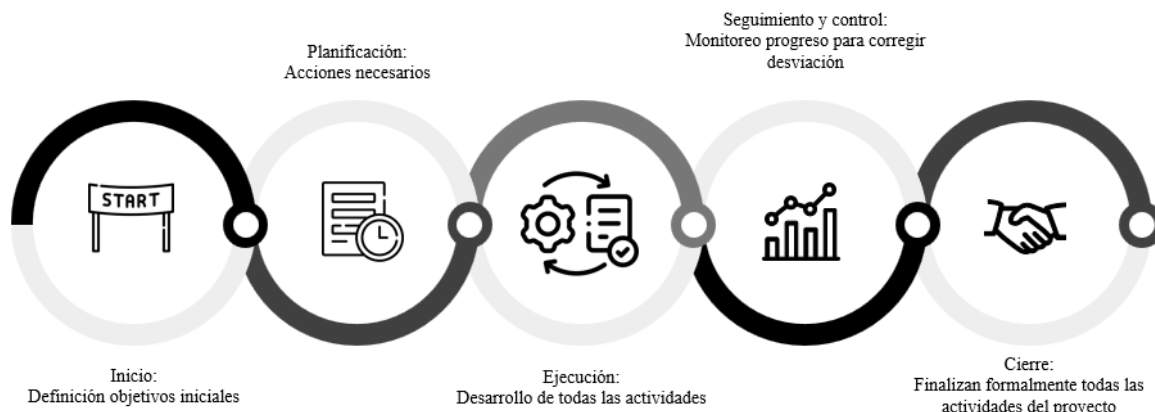 Inicio:
Definición objetivos iniciales
START
Planificación:
Acciones necesarios
Ejecución:
Desarrollo de todas las actividades
Seguimiento y control:
Monitoreo progreso para corregir
desviación
Cierre:
Finalizan formalmente todas las
actividades del proyecto